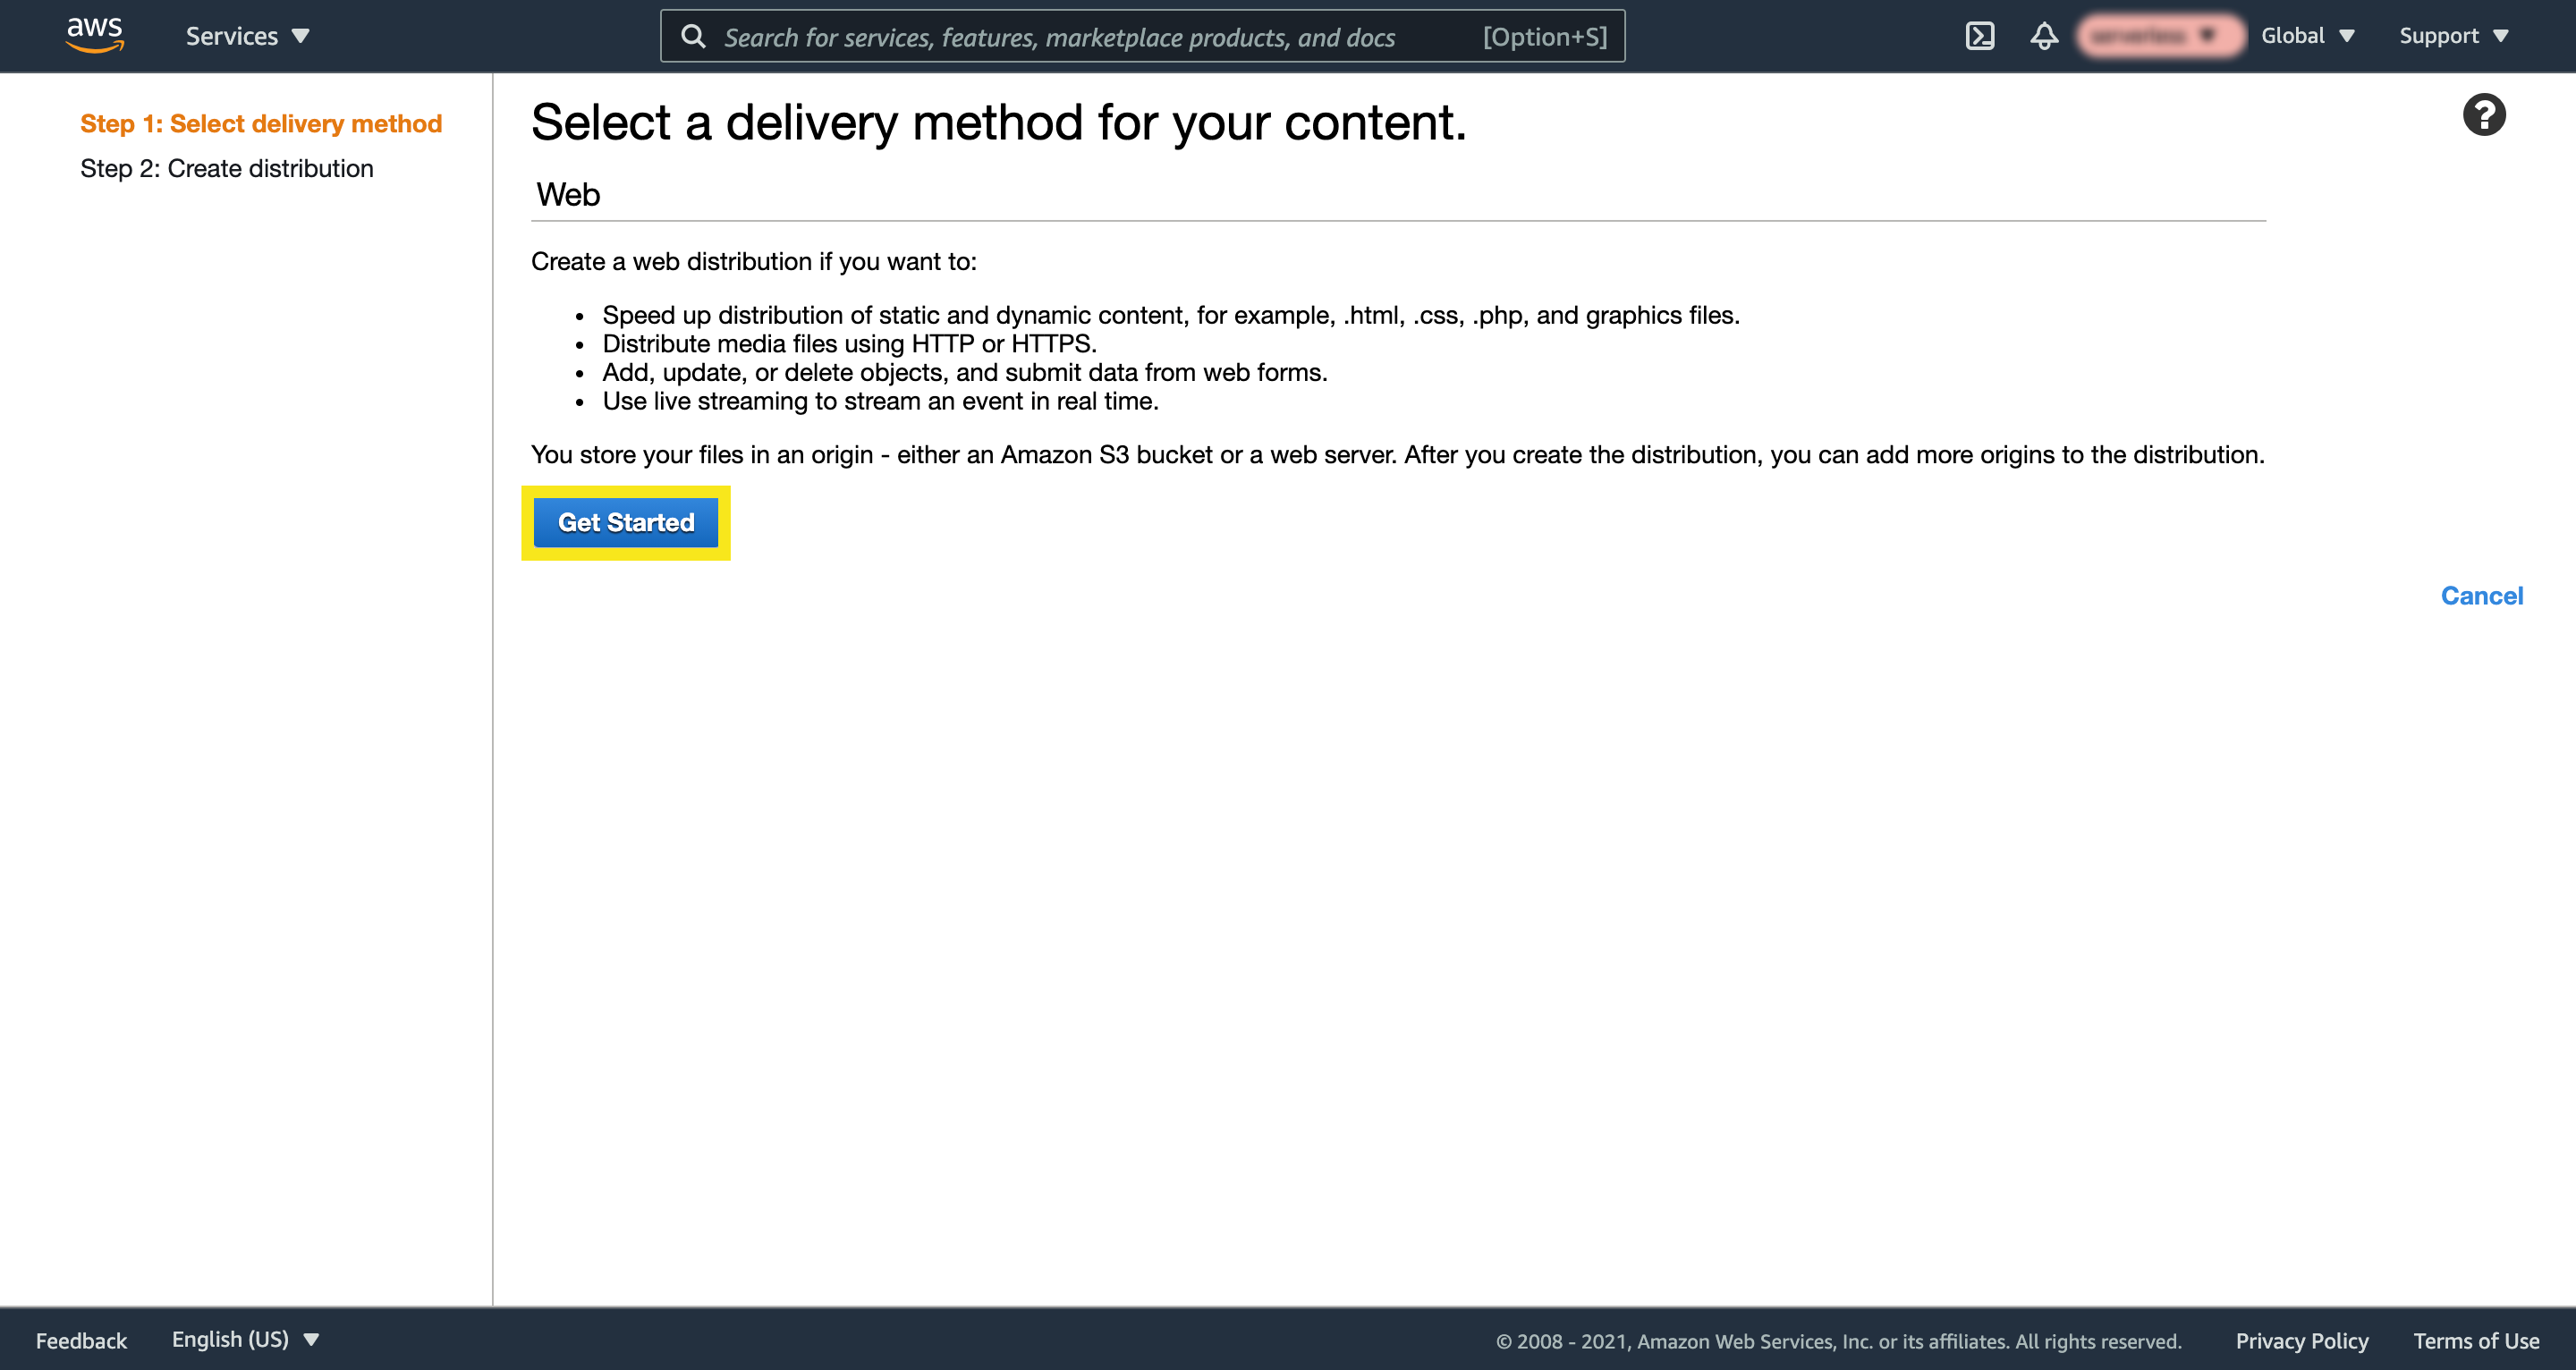 aws
Services
Search for services, features, marketplace products, and docs [Option+S]
Global
Support
Step 1: Select delivery method
Step 2: Create distribution
Select a delivery method for your content.
?
Web
Create a web distribution if you want to:
• Speed up distribution of static and dynamic content, for example, .html, .css, .php, and graphics files.
• Distribute media files using HTTP or HTTPS.
• Add, update, or delete objects, and submit data from web forms.
• Use live streaming to stream an event in real time.
You store your files in an origin - either an Amazon S3 bucket or a web server. After you create the distribution, you can add more origins to the distribution.
Get Started
Cancel
Feedback
English (US)
© 2008 - 2021, Amazon Web Services, Inc. or its affiliates. All rights reserved.
Privacy Policy
Terms of Use